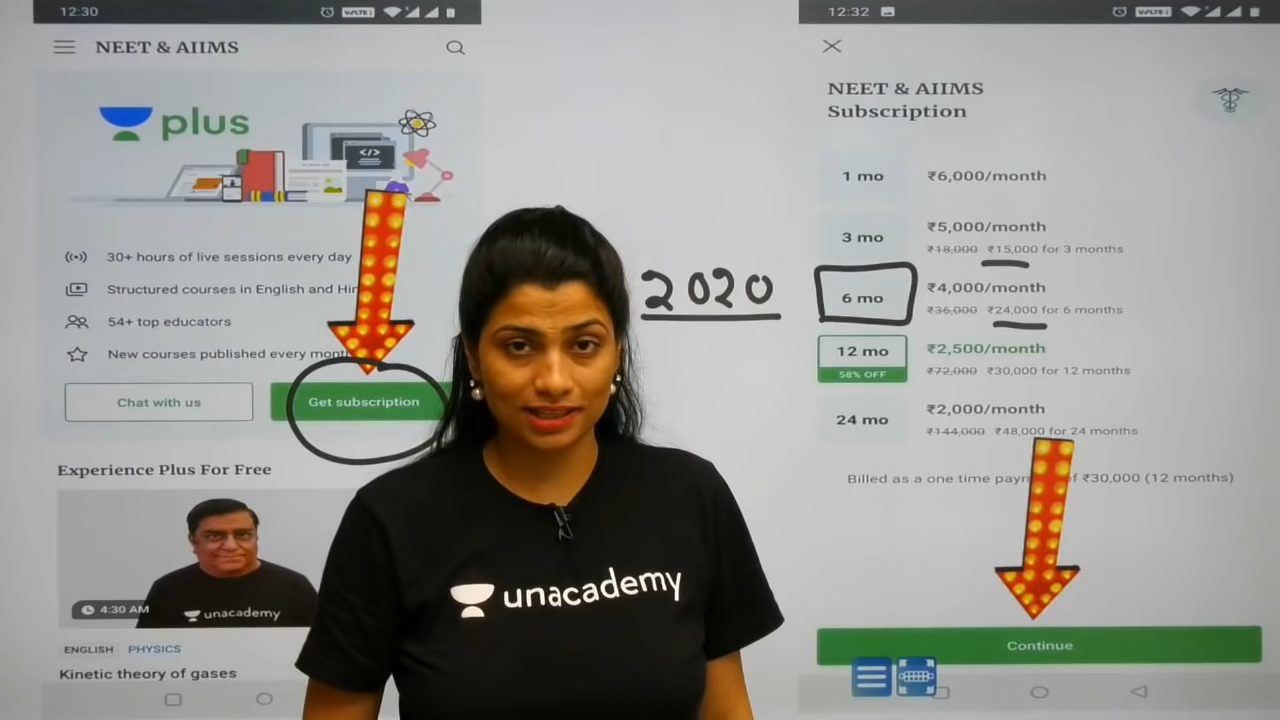 12:30
VoLTE
NEET & AIIMS
plus
</>
30+ hours of live sessions every day
Structured courses in English and Hin
54+ top educators
New courses published every month
Chat with us
Get subscription
Experience Plus For Free
4:30 AM
unacademy
ENGLISH PHYSICS
Kinetic theory of gases
2020
unacademy
12:32
VoLTE
NEET & AIIMS
Subscription
1 mo ₹6,000/month
3 mo ₹5,000/month
₹18,000 ₹15,000 for 3 months
6 mo ₹4,000/month
₹36,000 ₹24,000 for 6 months
12 mo ₹2,500/month
58% OFF ₹72,000 ₹30,000 for 12 months
24 mo ₹2,000/month
₹144,000 ₹48,000 for 24 months
Billed as a one time paym f ₹30,000 (12 months)
Continue